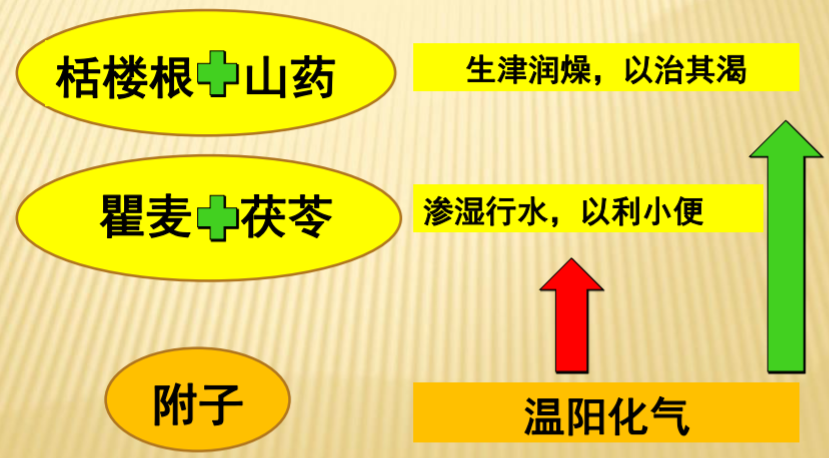 栝楼根 山药
生津润燥，以治其渴
瞿麦 茯苓
渗湿行水，以利小便
附子
温阳化气